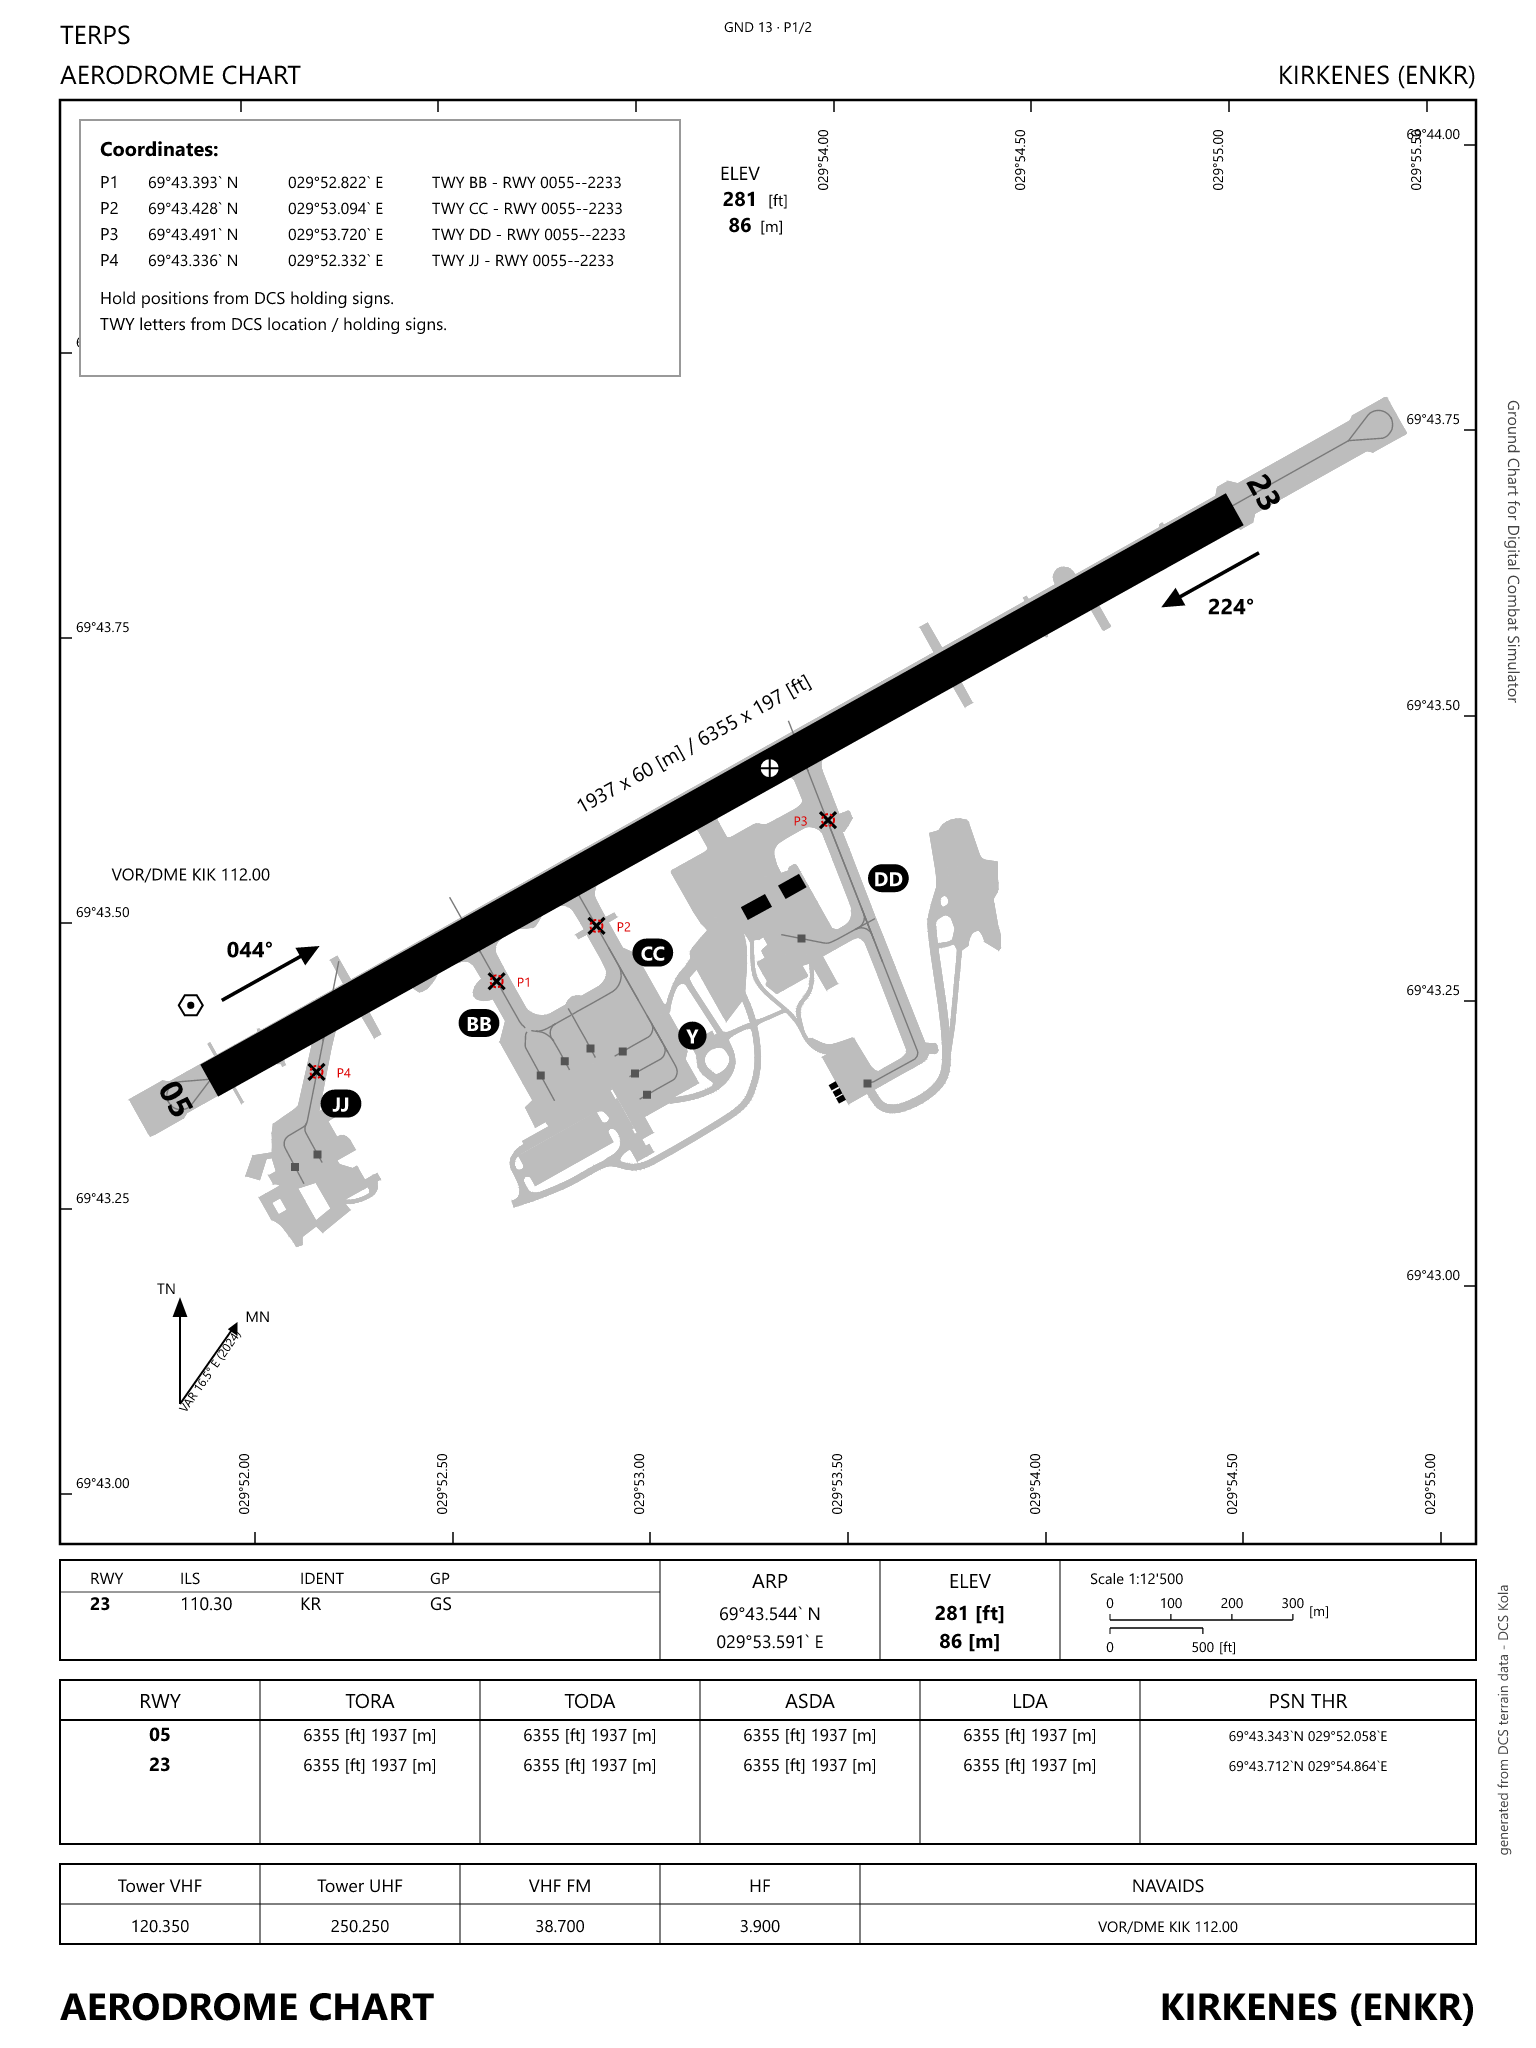 GND 13 · P1/2
TERPS
AERODROME CHART
KIRKENES (ENKR)
Coordinates:
P1 69°43.393` N 029°52.822` E TWY BB - RWY 0055--2233
P2 69°43.428` N 029°53.094` E TWY CC - RWY 0055--2233
P3 69°43.491` N 029°53.720` E TWY DD - RWY 0055--2233
P4 69°43.336` N 029°52.332` E TWY JJ - RWY 0055--2233
Hold positions from DCS holding signs.
TWY letters from DCS location / holding signs.
ELEV
281 [ft]
86 [m]
029°54.00
029°54.50
029°55.00
029°55.50
69°44.00
69°43.75
69°43.50
69°43.25
69°43.00
69°43.75
69°43.50
69°43.25
69°43.00
23
224°
1937 x 60 [m] / 6355 x 197 [ft]
P3
DD
VOR/DME KIK 112.00
P2
CC
044°
P1
BB
Y
P4
JJ
05
TN
MN
VAR 16.5° E (2024)
029°52.00
029°52.50
029°53.00
029°53.50
029°54.00
029°54.50
029°55.00
Ground Chart for Digital Combat Simulator
RWY ILS IDENT GP
23 110.30 KR GS
ARP
69°43.544` N
029°53.591` E
ELEV
281 [ft]
86 [m]
Scale 1:12'500
0 100 200 300 [m]
0 500 [ft]
RWY TORA TODA ASDA LDA PSN THR
05 6355 [ft] 1937 [m] 6355 [ft] 1937 [m] 6355 [ft] 1937 [m] 6355 [ft] 1937 [m] 69°43.343`N 029°52.058`E
23 6355 [ft] 1937 [m] 6355 [ft] 1937 [m] 6355 [ft] 1937 [m] 6355 [ft] 1937 [m] 69°43.712`N 029°54.864`E
generated from DCS terrain data - DCS Kola
Tower VHF Tower UHF VHF FM HF NAVAIDS
120.350 250.250 38.700 3.900 VOR/DME KIK 112.00
AERODROME CHART
KIRKENES (ENKR)